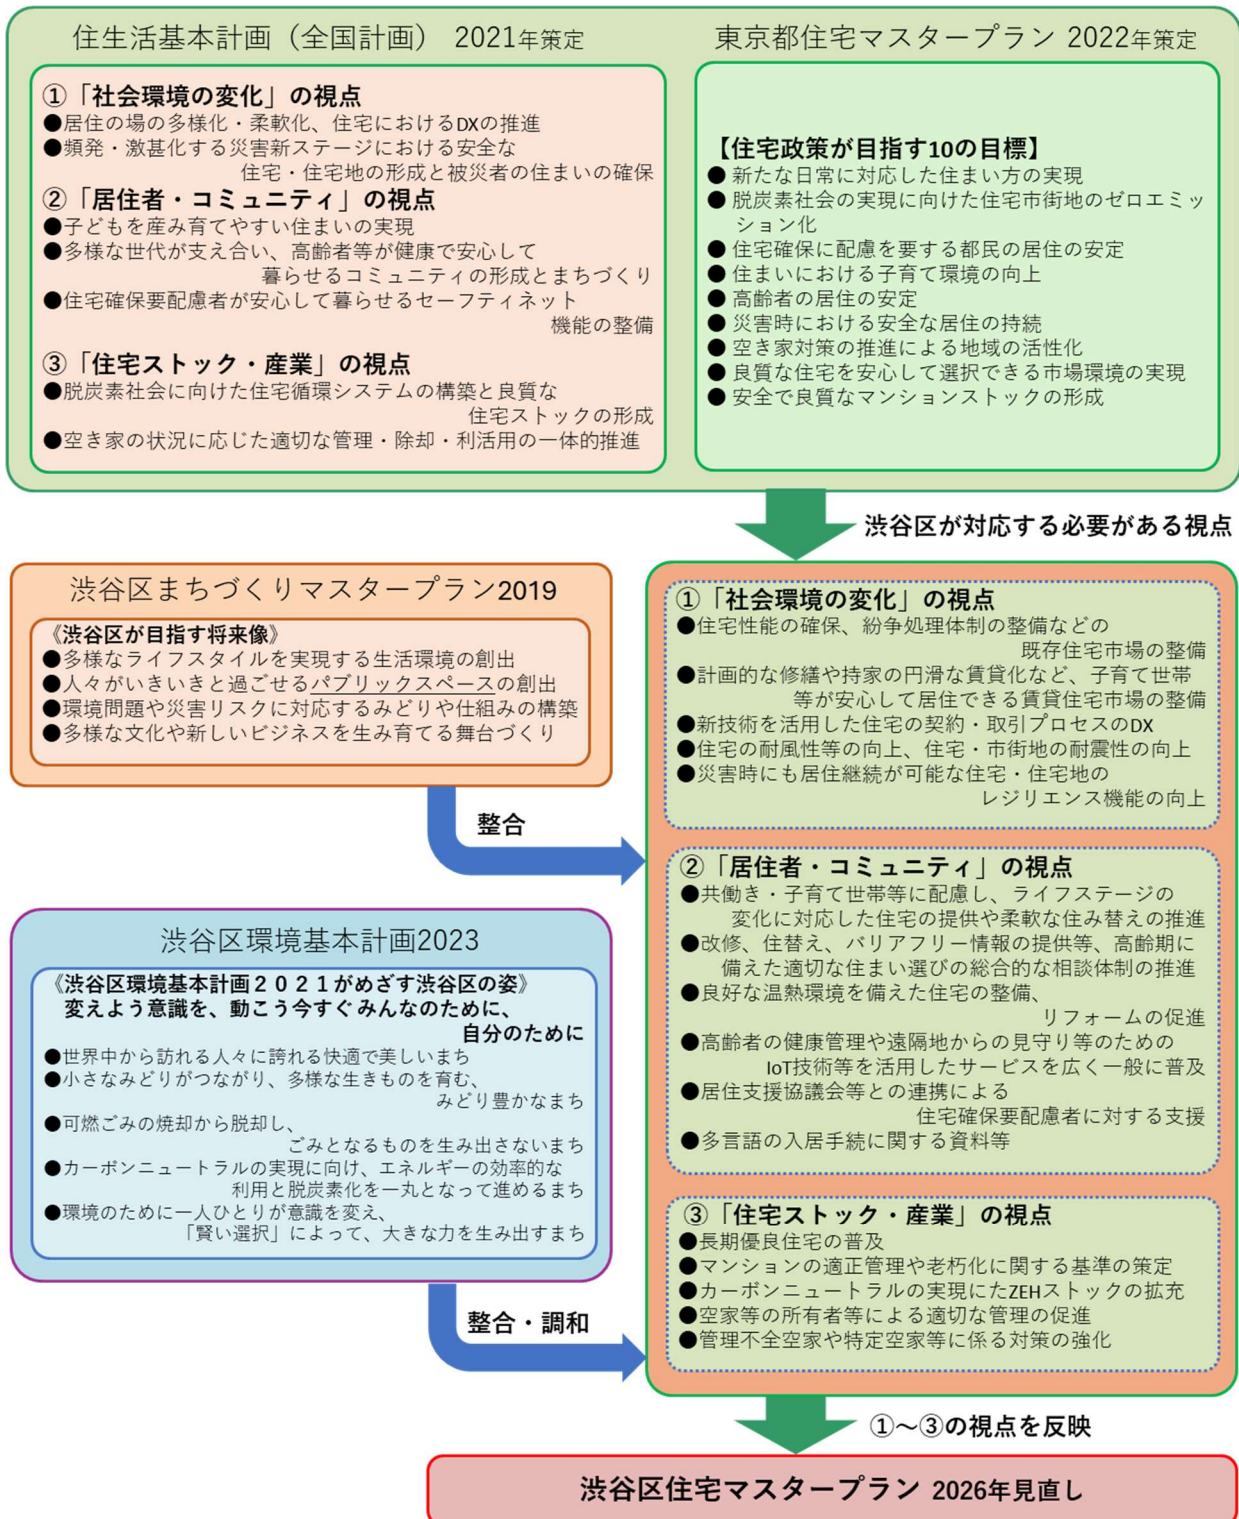 住生活基本計画（全国計画） 2021年策定
①「社会環境の変化」の視点
●居住の場の多様化・柔軟化、住宅におけるDXの推進
●頻発・激甚化する災害新ステージにおける安全な
住宅・住宅地の形成と被災者の住まいの確保
②「居住者・コミュニティ」の視点
●子どもを産み育てやすい住まいの実現
●多様な世代が支え合い、高齢者等が健康で安心して
暮らせるコミュニティの形成とまちづくり
●住宅確保要配慮者が安心して暮らせるセーフティネット
機能の整備
③「住宅ストック・産業」の視点
●脱炭素社会に向けた住宅循環システムの構築と良質な
住宅ストックの形成
●空き家の状況に応じた適切な管理・除却・利活用の一体的推進
東京都住宅マスタープラン 2022年策定
【住宅政策が目指す10の目標】
● 新たな日常に対応した住まい方の実現
● 脱炭素社会の実現に向けた住宅市街地のゼロエミッ
ション化
● 住宅確保に配慮を要する都民の居住の安定
● 住まいにおける子育て環境の向上
● 高齢者の居住の安定
● 災害時における安全な居住の持続
● 空き家対策の推進による地域の活性化
● 良質な住宅を安心して選択できる市場環境の実現
● 安全で良質なマンションストックの形成
渋谷区が対応する必要がある視点
渋谷区まちづくりマスタープラン2019
《渋谷区が目指す将来像》
●多様なライフスタイルを実現する生活環境の創出
●人々がいきいきと過ごせるパブリックスペースの創出
●環境問題や災害リスクに対応するみどりや仕組みの構築
●多様な文化や新しいビジネスを生み育てる舞台づくり
整合
渋谷区環境基本計画2023
《渋谷区環境基本計画２０２１がめざす渋谷区の姿》
変えよう意識を、動こう今すぐみんなのために、
自分のために
●世界中から訪れる人々に誇れる快適で美しいまち
●小さなみどりがつながり、多様な生きものを育む、
みどり豊かなまち
●可燃ごみの焼却から脱却し、
ごみとなるものを生み出さないまち
●カーボンニュートラルの実現に向け、エネルギーの効率的な
利用と脱炭素化を一丸となって進めるまち
●環境のために一人ひとりが意識を変え、
「賢い選択」によって、大きな力を生み出すまち
整合・調和
①「社会環境の変化」の視点
●住宅性能の確保、紛争処理体制の整備などの
既存住宅市場の整備
●計画的な修繕や持家の円滑な賃貸化など、子育て世帯
等が安心して居住できる賃貸住宅市場の整備
●新技術を活用した住宅の契約・取引プロセスのDX
●住宅の耐風性等の向上、住宅・市街地の耐震性の向上
●災害時にも居住継続が可能な住宅・住宅地の
レジリエンス機能の向上
②「居住者・コミュニティ」の視点
●共働き・子育て世帯等に配慮し、ライフステージの
変化に対応した住宅の提供や柔軟な住み替えの推進
●改修、住替え、バリアフリー情報の提供等、高齢期に
備えた適切な住まい選びの総合的な相談体制の推進
●良好な温熱環境を備えた住宅の整備、
リフォームの促進
●高齢者の健康管理や遠隔地からの見守り等のための
IoT技術等を活用したサービスを広く一般に普及
●居住支援協議会等との連携による
住宅確保要配慮者に対する支援
●多言語の入居手続に関する資料等
③「住宅ストック・産業」の視点
●長期優良住宅の普及
●マンションの適正管理や老朽化に関する基準の策定
●カーボンニュートラルの実現にたZEHストックの拡充
●空家等の所有者等による適切な管理の促進
●管理不全空家や特定空家等に係る対策の強化
①～③の視点を反映
渋谷区住宅マスタープラン 2026年見直し